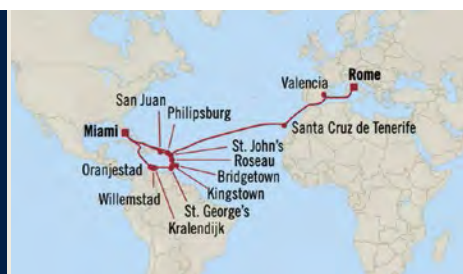 Rome
Valencia
San Juan
Philipsburg
Miami
Santa Cruz de Tenerife
St. John's
Roseau
Oranjestad
Bridgetown
Kingstown
Willemstad
St. George's
Kralendijk